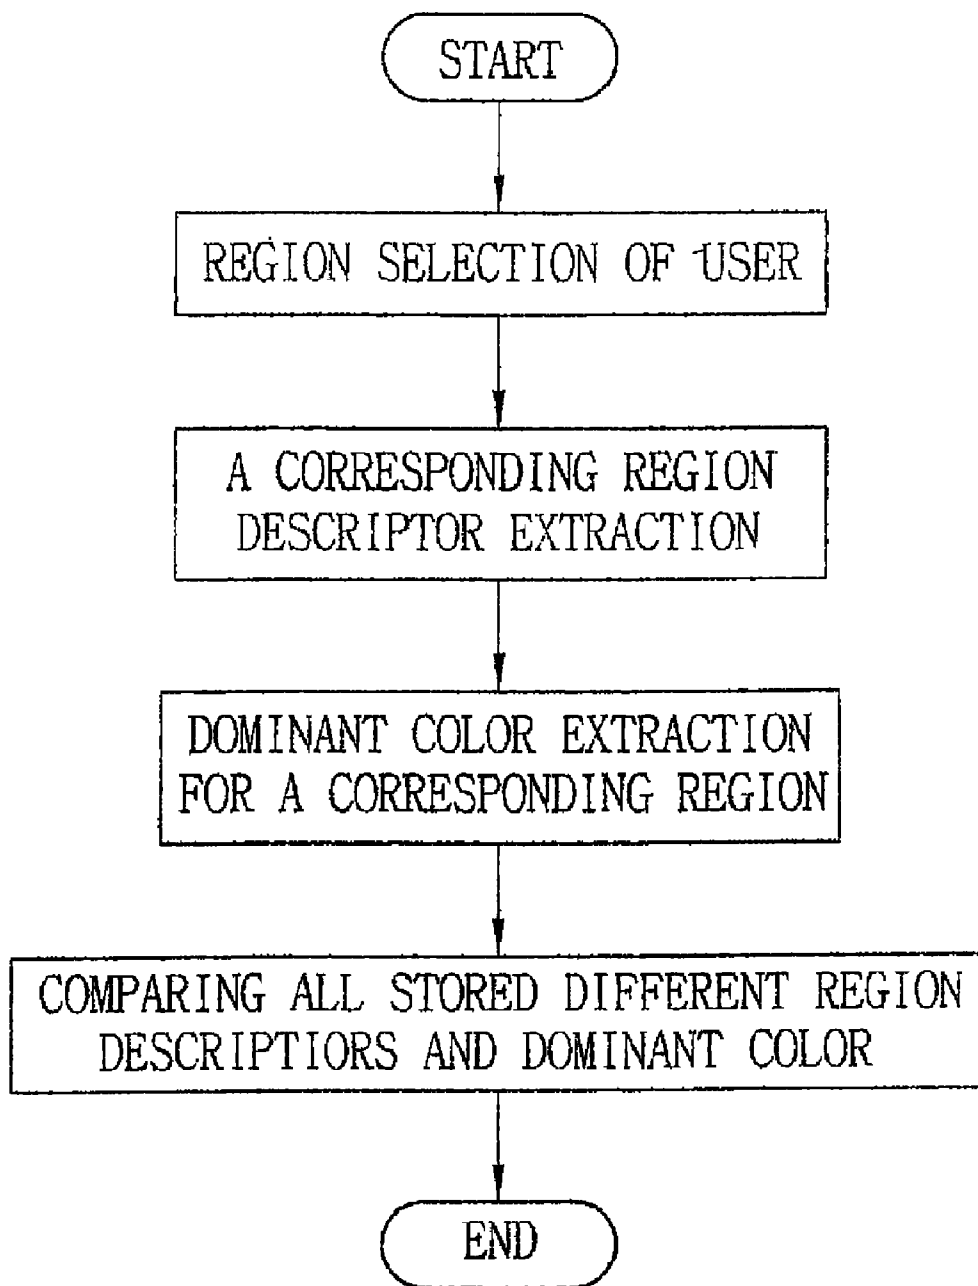 START
REGION SELECTION OF USER
A CORRESPONDING REGION
DESCRIPTOR EXTRACTION
DOMINANT COLOR EXTRACTION
FOR A CORRESPONDING REGION
COMPARING ALL STORED DIFFERENT REGION
DESCRIPTIORS AND DOMINANT COLOR
END